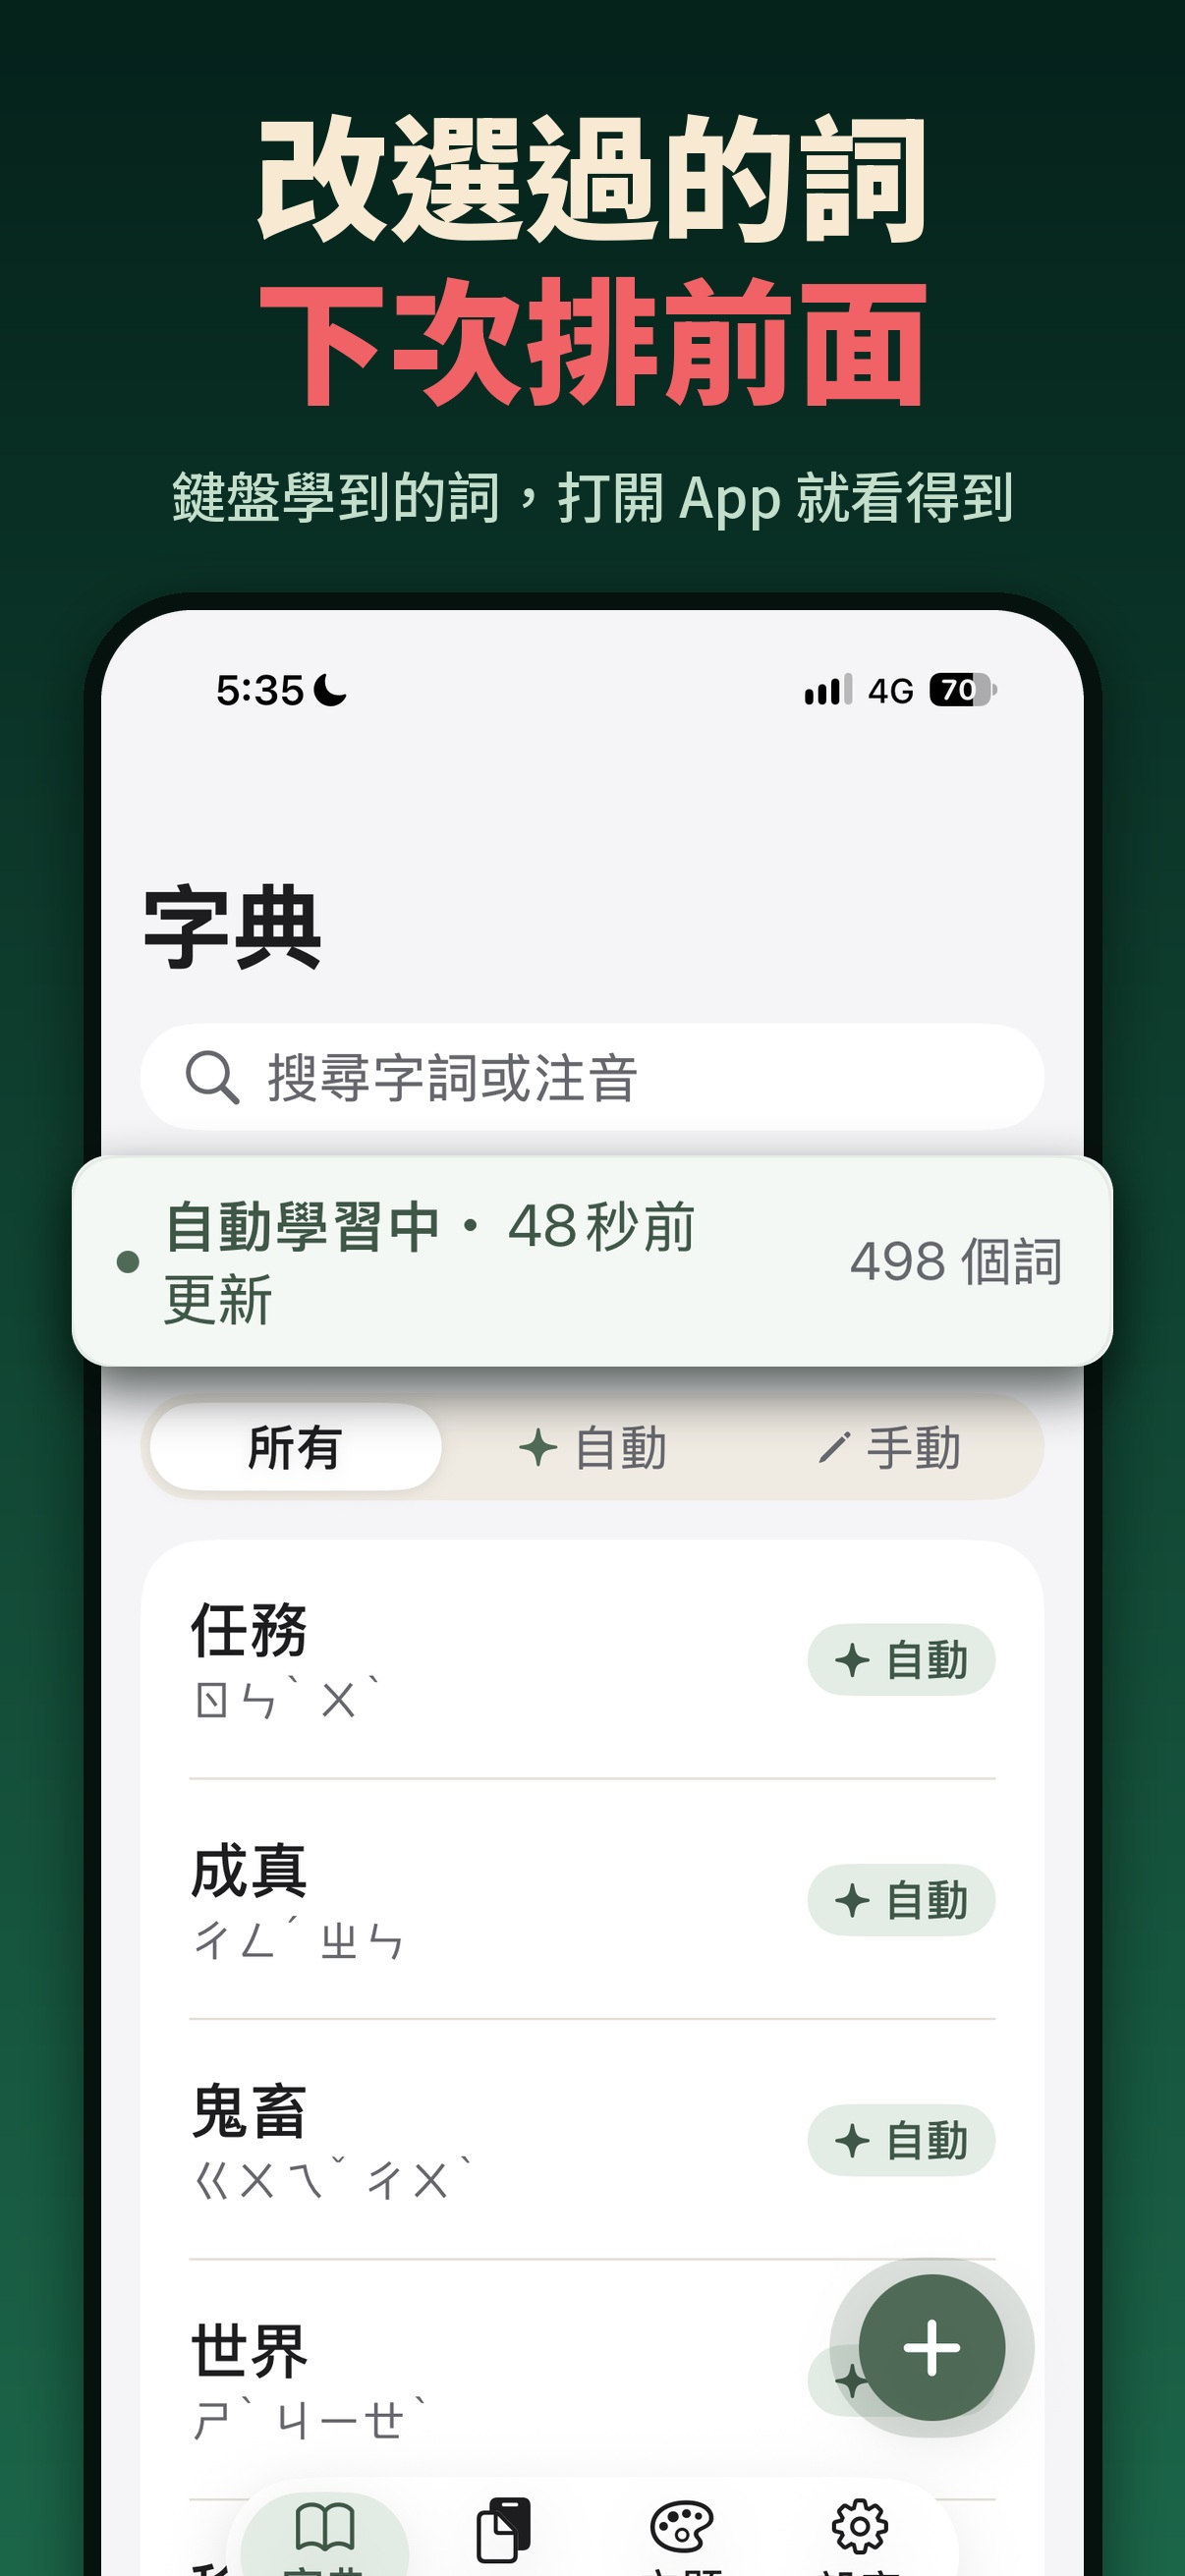 改選過的詞
下次排前面
鍵盤學到的詞，打開 App 就看得到
5:35
4G 70
字典
搜尋字詞或注音
自動學習中・48秒前
更新
498 個詞
所有 自動 手動
任務
ㄖㄣˋ ㄨˋ
自動
成真
ㄔㄥˊ ㄓㄣ
自動
鬼畜
ㄍㄨㄟˇ ㄔㄨˋ
自動
世界
ㄕˋ ㄐㄧㄝˋ